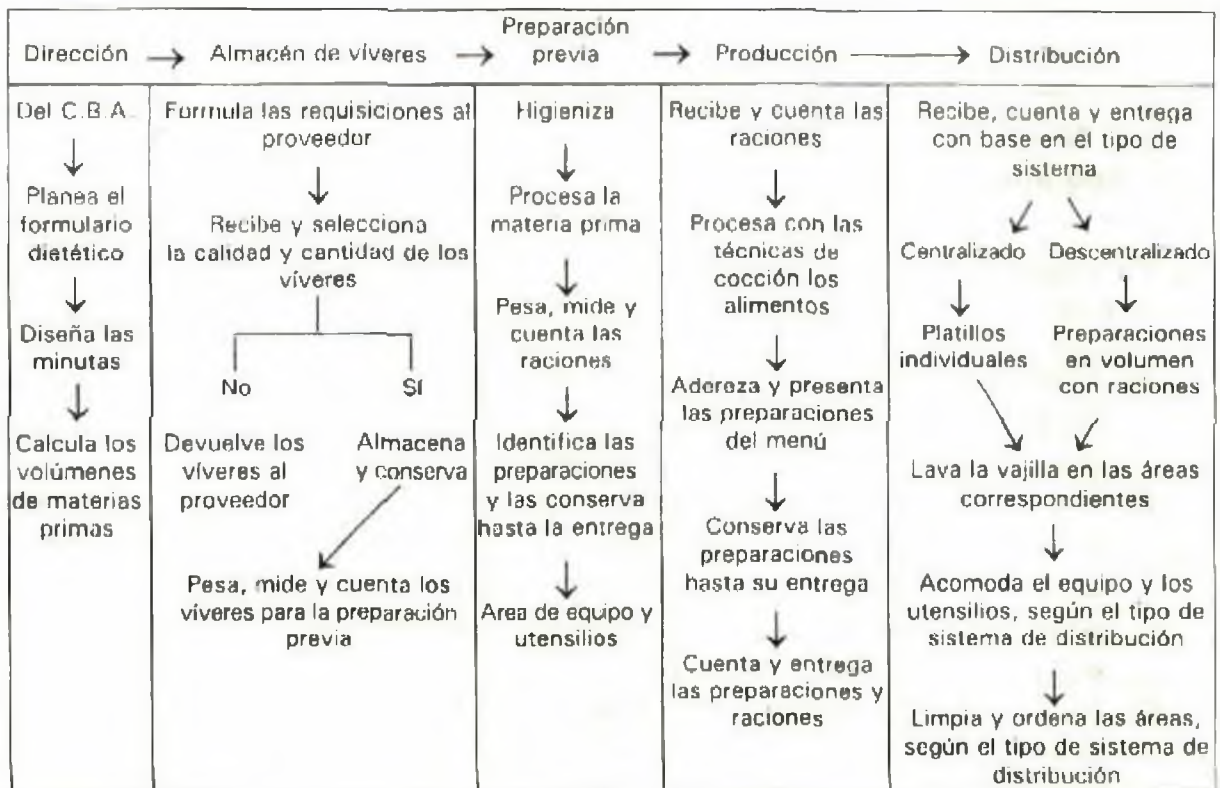 Dirección → Almacén de víveres → Preparación previa → Producción → Distribución
Del C.B.A.
Planea el
formulario
dietético
Diseña las
minutas
Calcula los
volúmenes
de materias
primas
Formula las requisiciones al
proveedor
Recibe y selecciona
la calidad y cantidad de los
víveres
No
Sí
Devuelve los
víveres al
proveedor
Almacena
y conserva
Pesa, mide y cuenta los
víveres para la preparación
previa
Higieniza
Procesa la
materia prima
Pesa, mide y
cuenta las
raciones
Identifica las
preparaciones
y las conserva
hasta la entrega
Area de equipo y
utensilios
Recibe y cuenta las
raciones
Procesa con las
técnicas de
cocción los
alimentos
Adereza y presenta
las preparaciones
del menú
Conserva las
preparaciones
hasta su entrega
Cuenta y entrega
las preparaciones y
raciones
Recibe, cuenta y entrega
con base en el tipo de
sistema
Centralizado
Descentralizado
Platillos
individuales
Preparaciones
en volumen
con raciones
Lava la vajilla en las áreas
correspondientes
Acomoda el equipo y los
utensilios, según el tipo de
sistema de distribución
Limpia y ordena las áreas,
según el tipo de sistema de
distribución